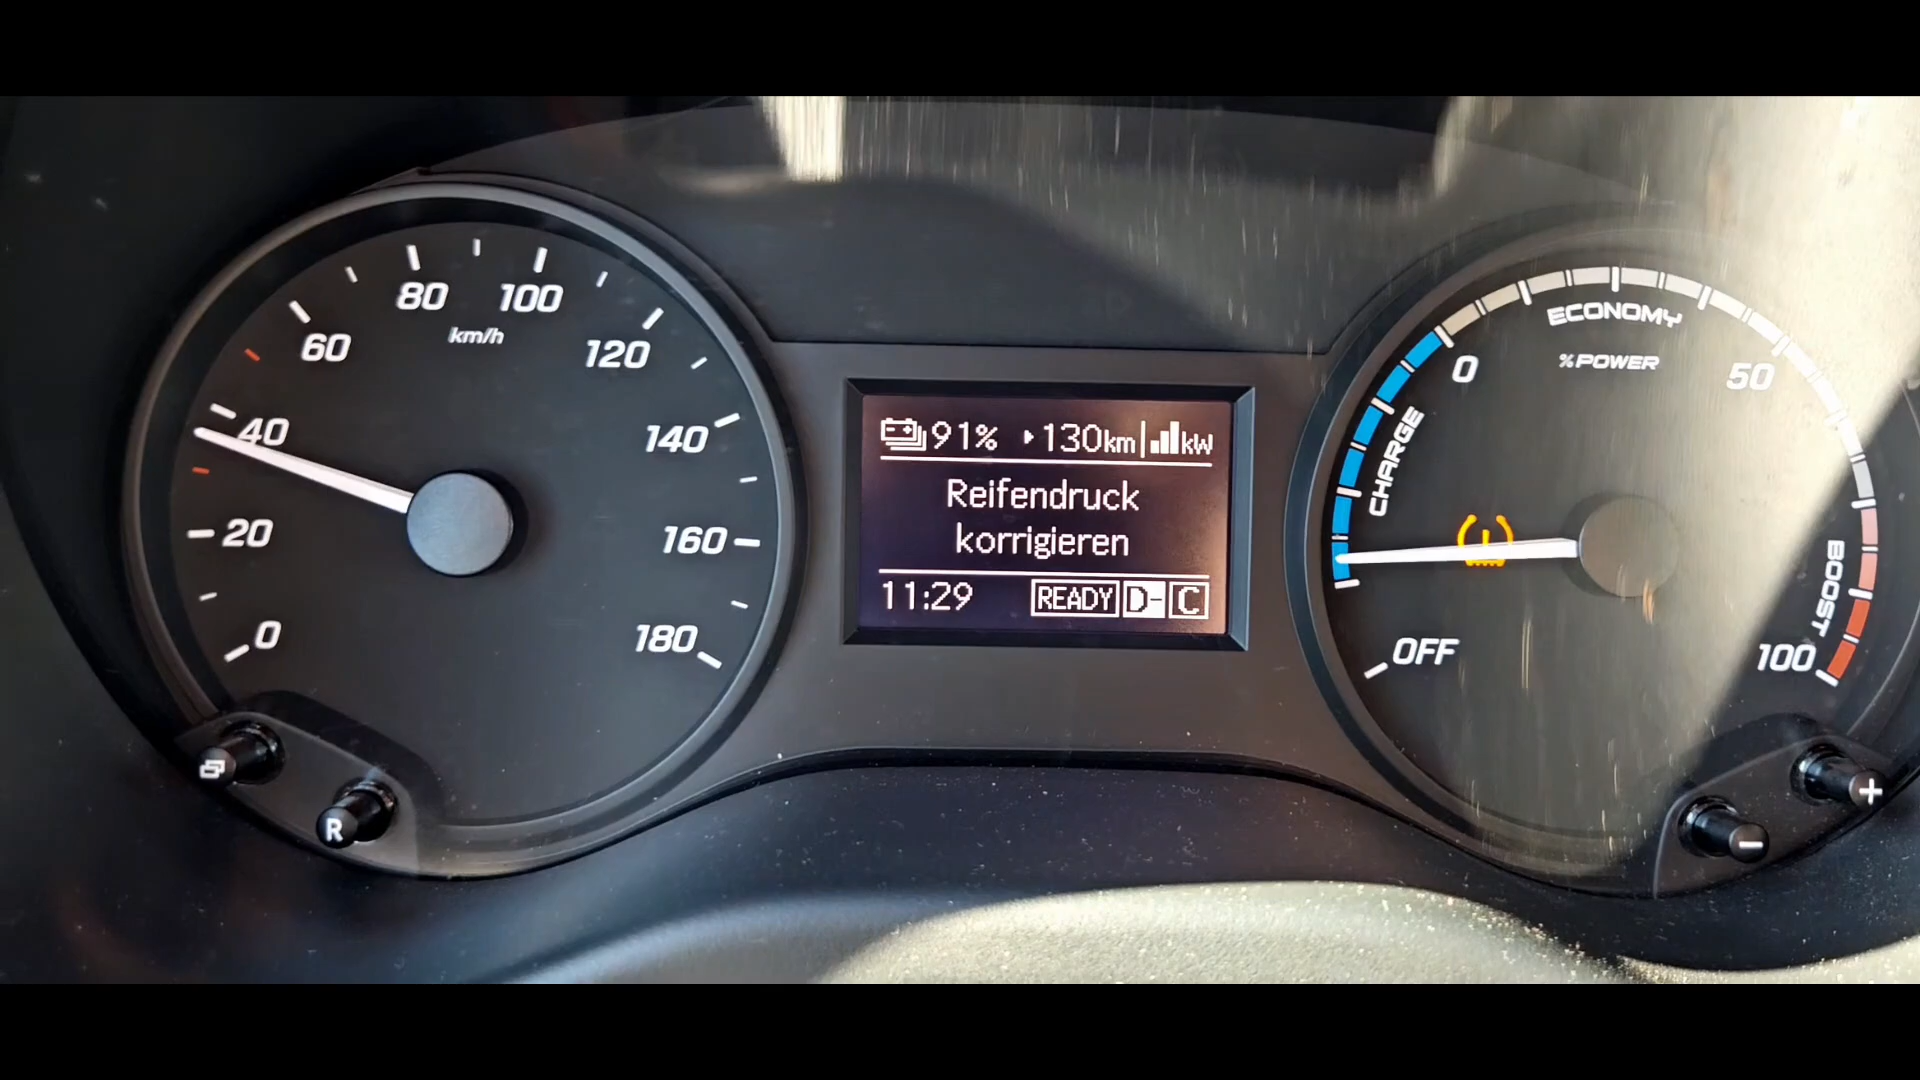 80
100
km/h
60
120
40
140
20
160
0
180
R
91% 130km kW
Reifendruck
korrigieren
11:29 READY D- C
ECONOMY
% POWER
0
50
CHARGE
BOOST
OFF
100
+
-